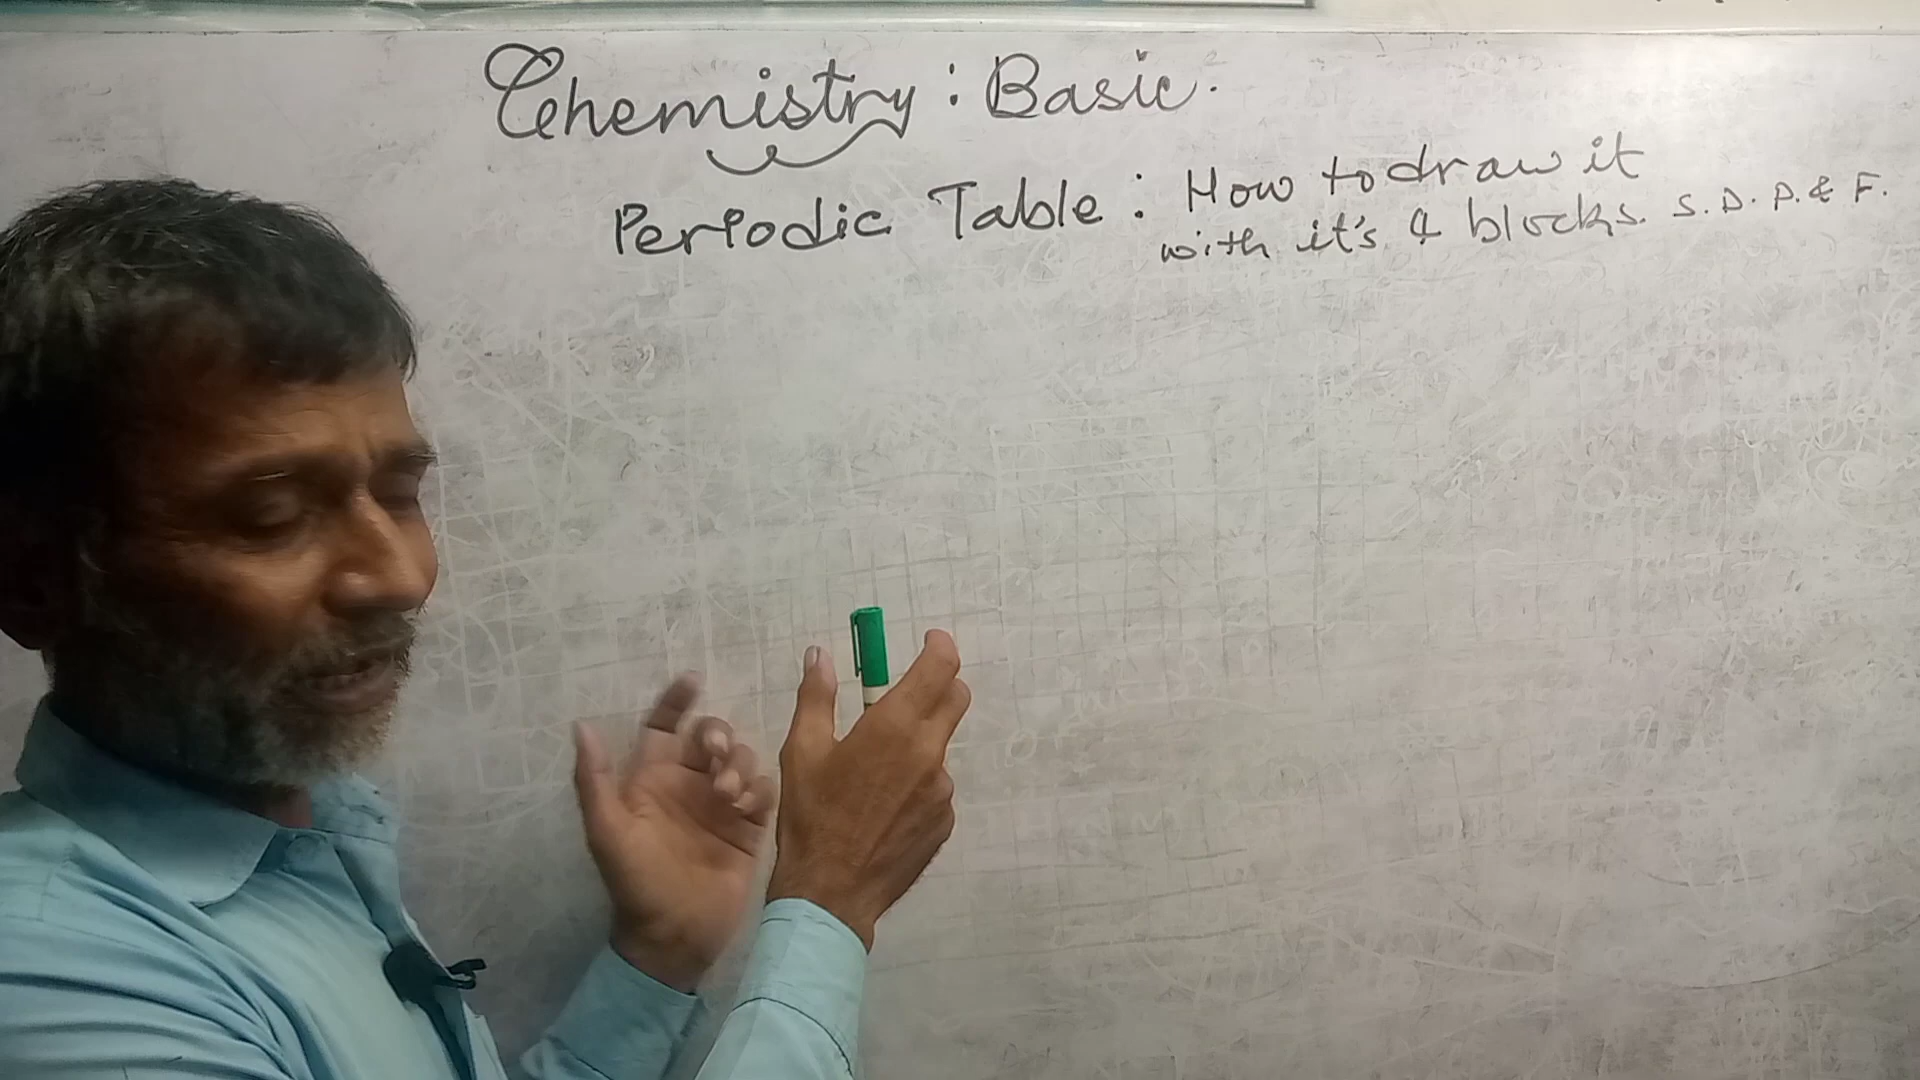 Chemistry : Basic.
Periodic Table : How to draw it
with it's 4 blocks. S. D. P. & F.